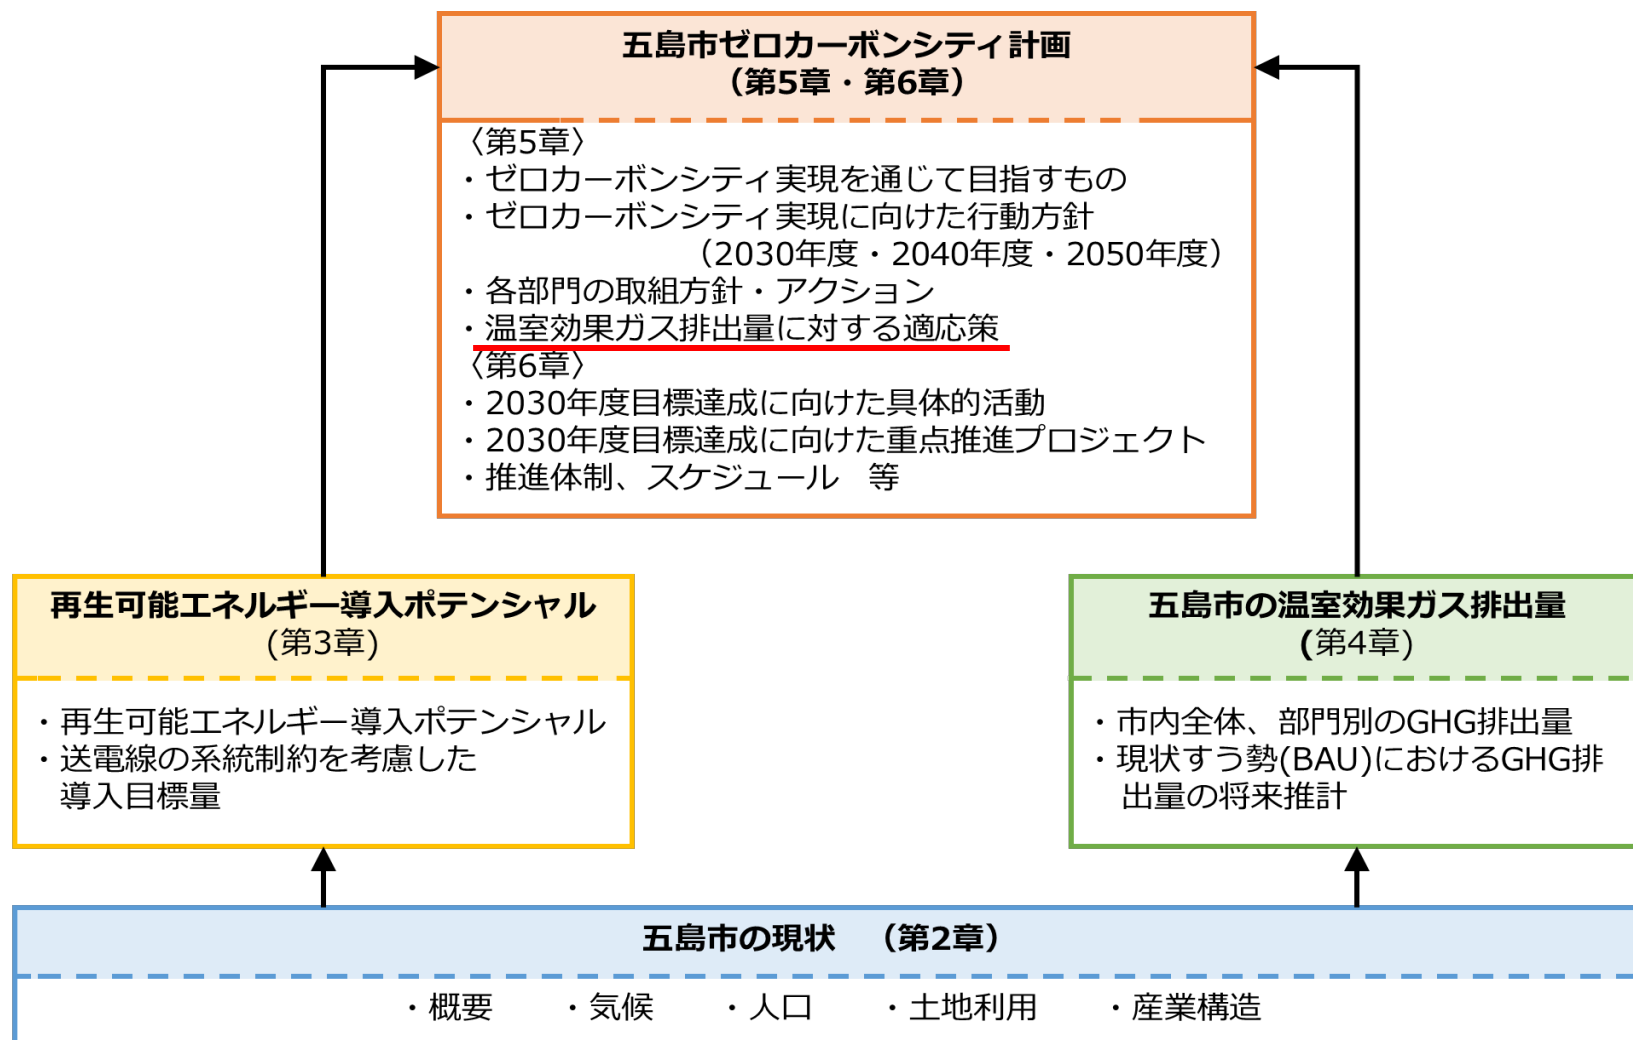 五島市ゼロカーボンシティ計画
（第5章・第6章）
〈第5章〉
・ゼロカーボンシティ実現を通じて目指すもの
・ゼロカーボンシティ実現に向けた行動方針
（2030年度・2040年度・2050年度）
・各部門の取組方針・アクション
・温室効果ガス排出量に対する適応策
〈第6章〉
・2030年度目標達成に向けた具体的活動
・2030年度目標達成に向けた重点推進プロジェクト
・推進体制、スケジュール　等
再生可能エネルギー導入ポテンシャル
(第3章)
・再生可能エネルギー導入ポテンシャル
・送電線の系統制約を考慮した
導入目標量
五島市の温室効果ガス排出量
(第4章)
・市内全体、部門別のGHG排出量
・現状すう勢(BAU)におけるGHG排
出量の将来推計
五島市の現状　（第2章）
・概要　　・気候　　・人口　　・土地利用　　・産業構造